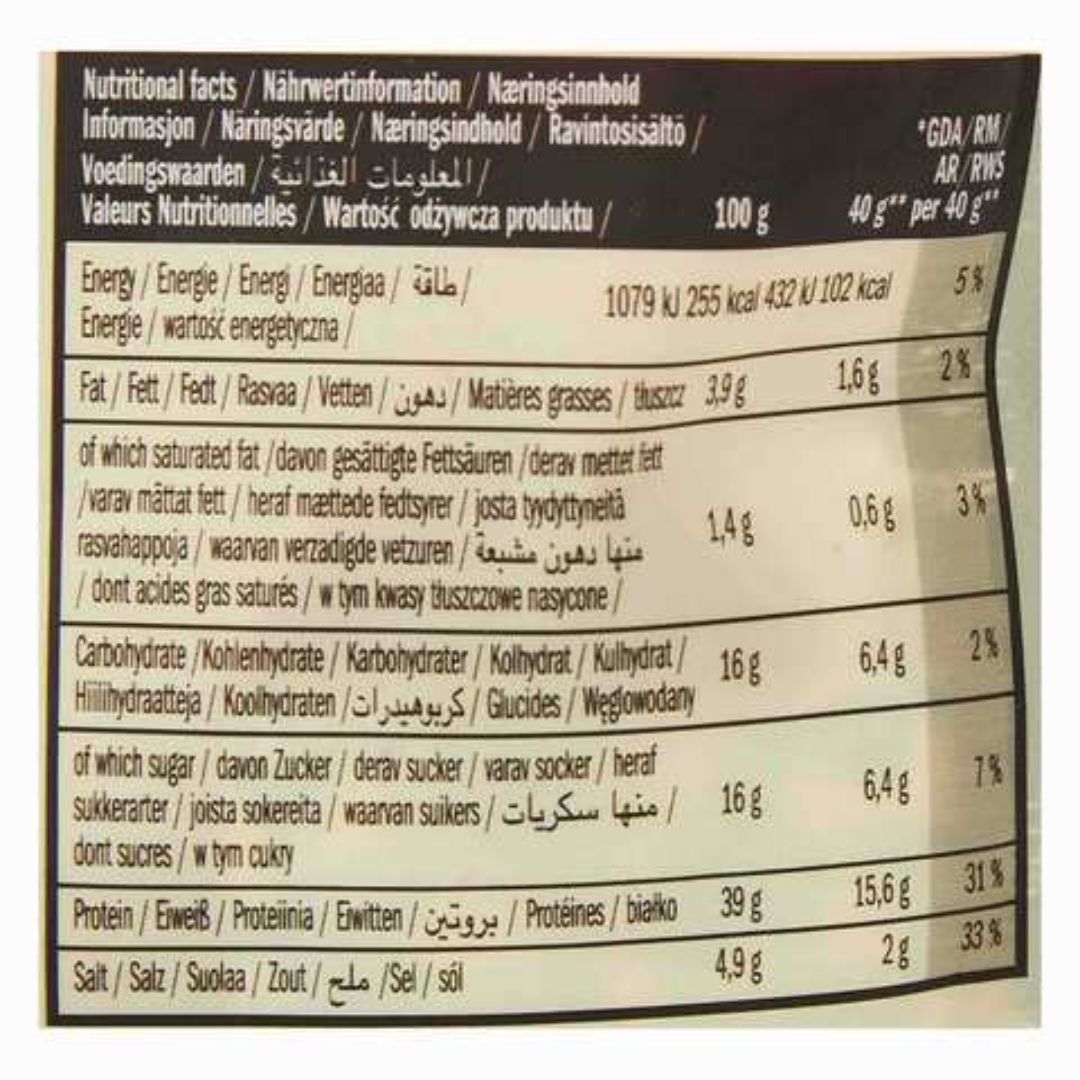 Nutritional facts / Nährwertinformation / Næringsinnhold
Informasjon / Näringsvärde / Næringsindhold / Ravintosisältö /
Voedingswaarden / المعلومات الغذائية /
Valeurs Nutritionnelles / Wartość odżywcza produktu /
100 g
*GDA/RM/
AR/RWS
40 g** per 40 g**
Energy / Energie / Energi / Energiaa / طاقة /
Energie / wartość energetyczna /
1079 kJ 255 kcal 432 kJ 102 kcal 5 %
Fat / Fett / Fedt / Rasvaa / Vetten / دهون / Matières grasses / tłuszcz 3,9 g 1,6 g 2 %
of which saturated fat /davon gesättigte Fettsäuren /derav mettet fett
/varav mättat fett / heraf mættede fedtsyrer / josta tyydyttyneitä
rasvahappoja / waarvan verzadigde vetzuren / منها دهون مشبعة
/ dont acides gras saturés / w tym kwasy tłuszczowe nasycone /
1,4 g 0,6 g 3 %
Carbohydrate /Kohlenhydrate / Karbohydrater / Kolhydrat / Kulhydrat /
Hiilihydraatteja / Koolhydraten /كربوهيدرات / Glucides / Węglowodany
16 g 6,4 g 2 %
of which sugar / davon Zucker / derav sucker / varav socker / heraf
sukkerarter / joista sokereita / waarvan suikers / منها سكريات /
dont sucres / w tym cukry
16 g 6,4 g 7 %
Protein / Eiweiß / Proteiinia / Eiwitten / بروتين / Protéines / białko 39 g 15,6 g 31 %
Salt / Salz / Suolaa / Zout / ملح /Sel / sól 4,9 g 2 g 33 %